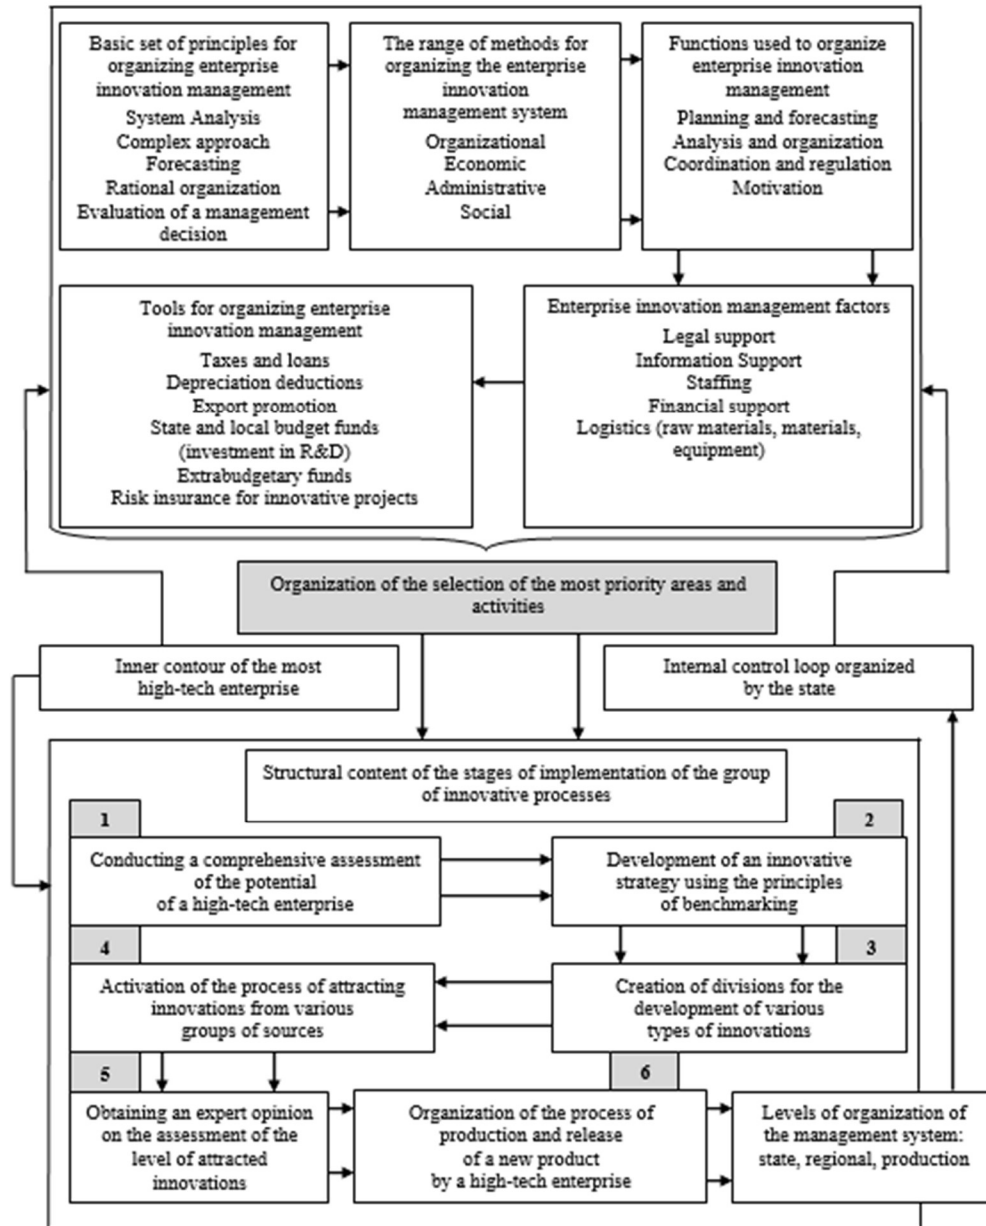 Basic set of principles for
organizing enterprise
innovation management
System Analysis
Complex approach
Forecasting
Rational organization
Evaluation of a management
decision
The range of methods for
organizing the enterprise
innovation
management system
Organizational
Economic
Administrative
Social
Functions used to organize
enterprise innovation
management
Planning and forecasting
Analysis and organization
Coordination and regulation
Motivation
Tools for organizing enterprise
innovation management
Taxes and loans
Depreciation deductions
Export promotion
State and local budget funds
(investment in R&D)
Extrabudgetary funds
Risk insurance for innovative projects
Enterprise innovation management factors
Legal support
Information Support
Staffing
Financial support
Logistics (raw materials, materials,
equipment)
Organization of the selection of the most priority areas and
activities
Inner contour of the most
high-tech enterprise
Internal control loop organized
by the state
Structural content of the stages of implementation of the group
of innovative processes
1
Conducting a comprehensive assessment
of the potential
of a high-tech enterprise
2
Development of an innovative
strategy using the principles
of benchmarking
4
Activation of the process of attracting
innovations from various
groups of sources
3
Creation of divisions for the
development of various
types of innovations
5
Obtaining an expert opinion
on the assessment of the
level of attracted
innovations
6
Organization of the process of
production and release
of a new product
by a high-tech enterprise
Levels of organization of
the management system:
state, regional, production